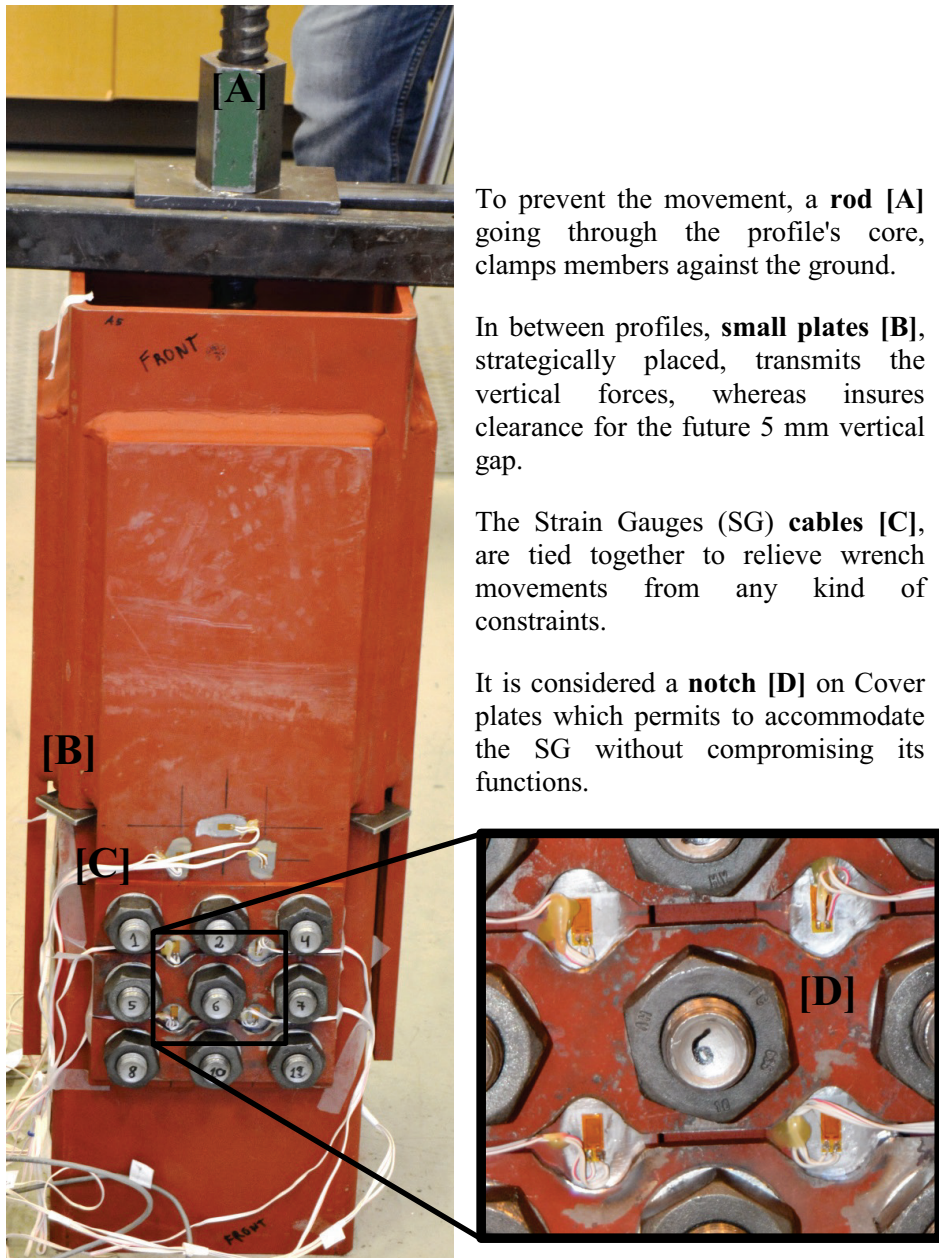 [A]
A5
FRONT
[B]
[C]
1
2
4
5
6
7
8
10
12
FRONT
To prevent the movement, a rod [A]
going through the profile's core,
clamps members against the ground.
In between profiles, small plates [B],
strategically placed, transmits the
vertical forces, whereas insures
clearance for the future 5 mm vertical
gap.
The Strain Gauges (SG) cables [C],
are tied together to relieve wrench
movements from any kind of
constraints.
It is considered a notch [D] on Cover
plates which permits to accommodate
the SG without compromising its
functions.
[D]
6